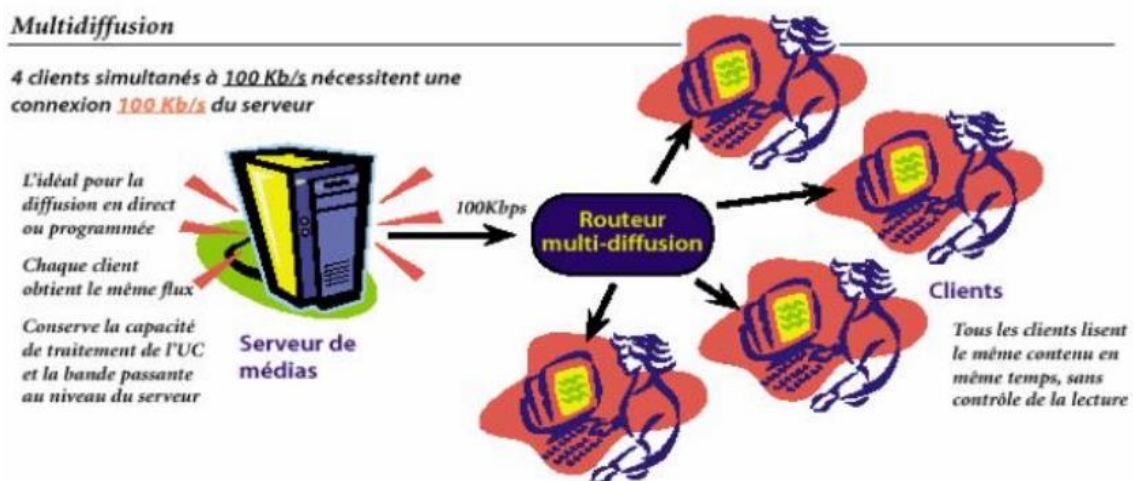 Multidiffusion
4 clients simultanés à 100 Kb/s nécessitent une
connexion 100 Kb/s du serveur
L'idéal pour la
diffusion en direct
ou programmée
Chaque client
obtient le même flux
Conserve la capacité
de traitement de l'UC
et la bande passante
au niveau du serveur
Serveur de
médias
100Kbps
Routeur
multi-diffusion
Clients
Tous les clients lisent
le même contenu en
même temps, sans
contrôle de la lecture